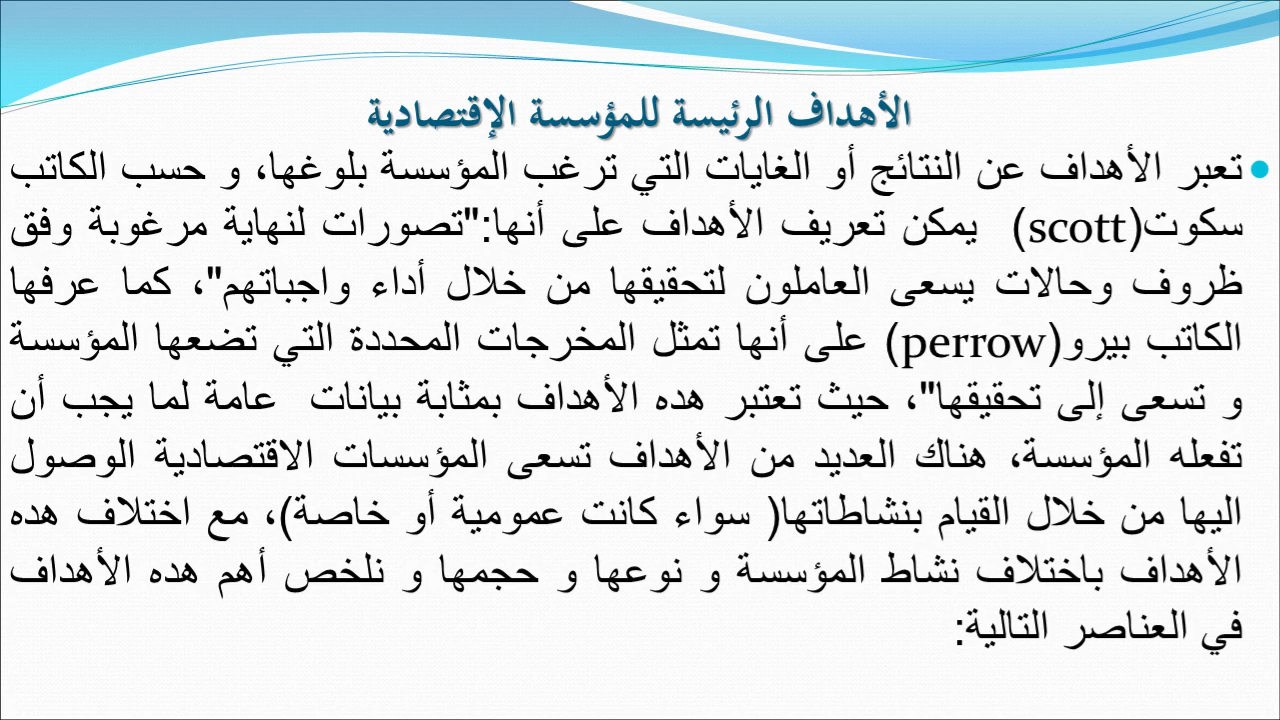 الأهداف الرئيسة للمؤسسة الإقتصادية
• تعبر الأهداف عن النتائج أو الغايات التي ترغب المؤسسة بلوغها، و حسب الكاتب
سكوت(scott) يمكن تعريف الأهداف على أنها:"تصورات لنهاية مرغوبة وفق
ظروف وحالات يسعى العاملون لتحقيقها من خلال أداء واجباتهم"، كما عرفها
الكاتب بيرو(perrow) على أنها تمثل المخرجات المحددة التي تضعها المؤسسة
و تسعى إلى تحقيقها"، حيث تعتبر هده الأهداف بمثابة بيانات عامة لما يجب أن
تفعله المؤسسة، هناك العديد من الأهداف تسعى المؤسسات الاقتصادية الوصول
اليها من خلال القيام بنشاطاتها( سواء كانت عمومية أو خاصة)، مع اختلاف هده
الأهداف باختلاف نشاط المؤسسة و نوعها و حجمها و نلخص أهم هده الأهداف
في العناصر التالية: